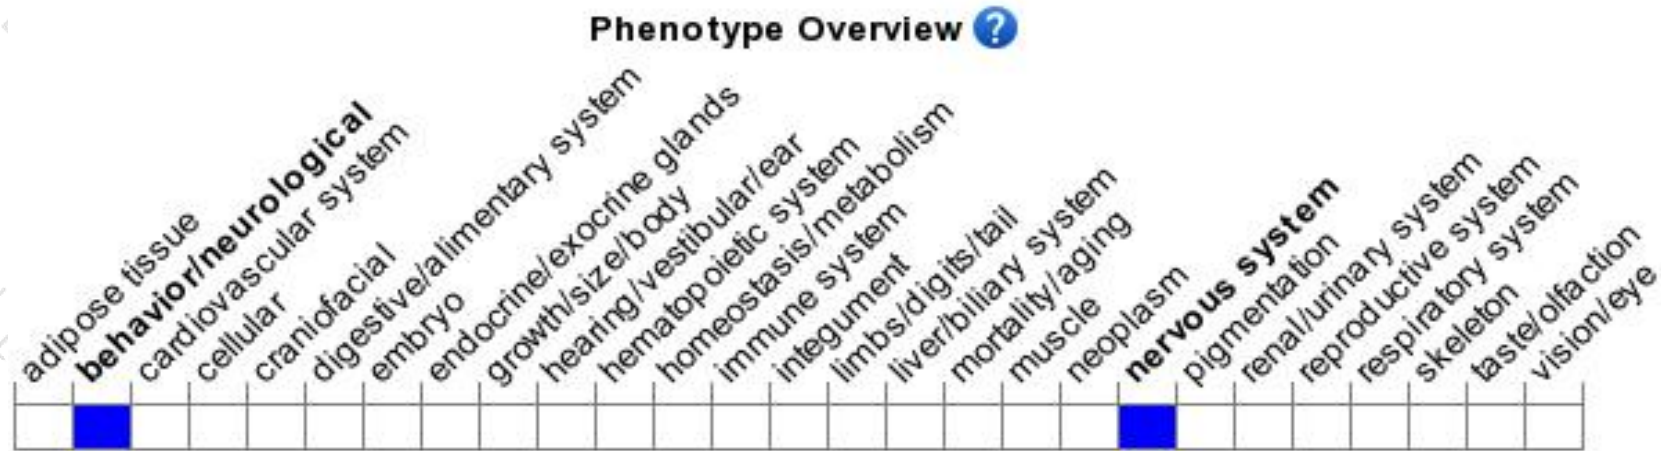 Phenotype Overview ?
adipose tissue
behavior/neurological
cardiovascular system
cellular
craniofacial
digestive/alimentary system
embryo
endocrine/exocrine glands
growth/size/body
hearing/vestibular/ear
hematopoietic system
homeostasis/metabolism
immune system
integument
limbs/digits/tail
liver/biliary system
mortality/aging
muscle
neoplasm
nervous system
pigmentation
renal/urinary system
reproductive system
respiratory system
skeleton
taste/olfaction
vision/eye